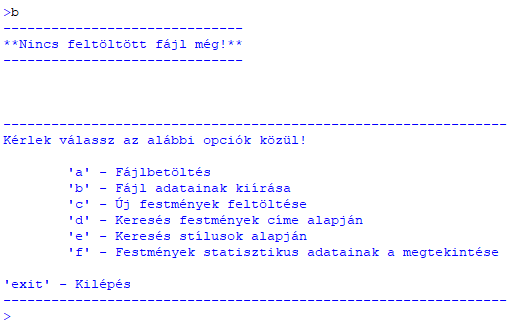 >b
------------------------------
**Nincs feltöltött fájl még!**
------------------------------
---------------------------------------------------------------
Kérlek válassz az alábbi opciók közül!
'a' - Fájlbetöltés
'b' - Fájl adatainak kiírása
'c' - Új festmények feltöltése
'd' - Keresés festmények címe alapján
'e' - Keresés stílusok alapján
'f' - Festmények statisztikus adatainak a megtekintése
'exit' - Kilépés
---------------------------------------------------------------
>